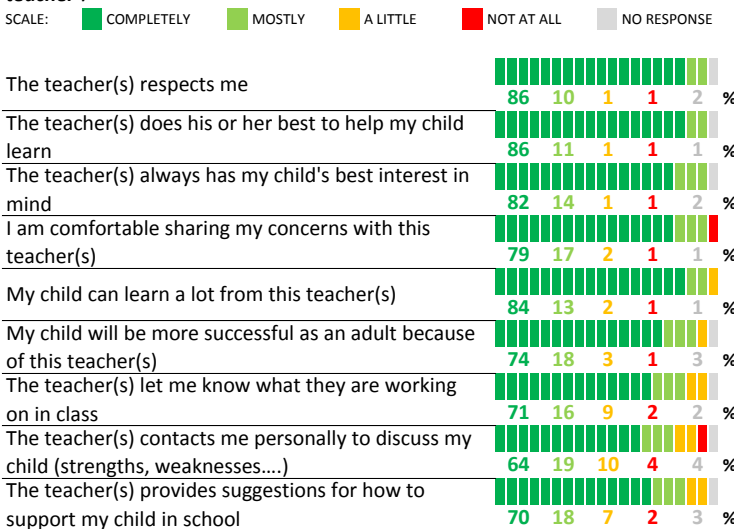 SCALE: COMPLETELY MOSTLY A LITTLE NOT AT ALL NO RESPONSE
The teacher(s) respects me
86 10 1 1 2 %
The teacher(s) does his or her best to help my child
learn
86 11 1 1 1 %
The teacher(s) always has my child's best interest in
mind
82 14 1 1 2 %
I am comfortable sharing my concerns with this
teacher(s)
79 17 2 1 1 %
My child can learn a lot from this teacher(s)
84 13 2 1 1 %
My child will be more successful as an adult because
of this teacher(s)
74 18 3 1 3 %
The teacher(s) let me know what they are working
on in class
71 16 9 2 2 %
The teacher(s) contacts me personally to discuss my
child (strengths, weaknesses....)
64 19 10 4 4 %
The teacher(s) provides suggestions for how to
support my child in school
70 18 7 2 3 %